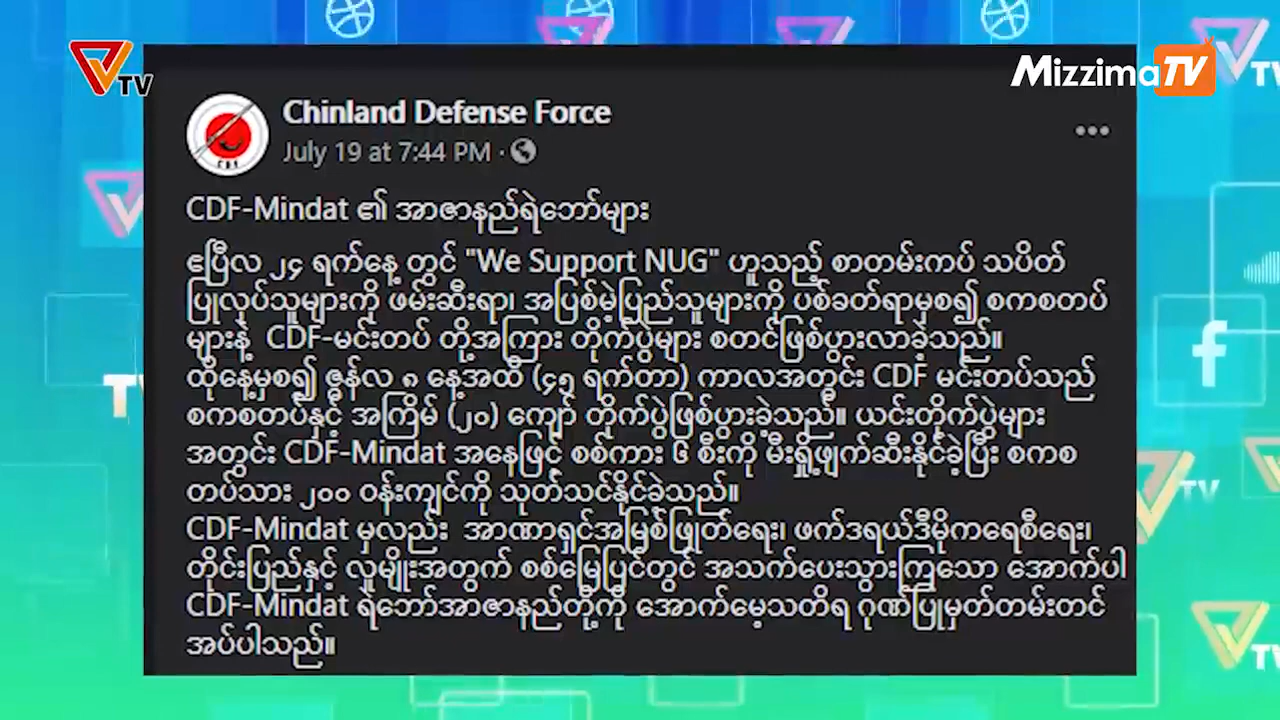 TV
Mizzima TV
Chinland Defense Force
July 19 at 7:44 PM ·
CDF-Mindat ၏ အာဇာနည်ရဲဘော်များ
ဧပြီလ ၂၄ ရက်နေ့ တွင် "We Support NUG" ဟူသည့် စာတမ်းကပ် သပိတ်
ပြုလုပ်သူများကို ဖမ်းဆီးရာ၊ အပြစ်မဲ့ပြည်သူများကို ပစ်ခတ်ရာမှစ၍ စကစတပ်
များနဲ့ CDF-မင်းတပ် တို့အကြား တိုက်ပွဲများ စတင်ဖြစ်ပွားလာခဲ့သည်။
ထိုနေ့မှစ၍ ဇွန်လ ၈ နေ့အထိ (၄၅ ရက်တာ) ကာလအတွင်း CDF မင်းတပ်သည်
စကစတပ်နှင့် အကြိမ် (၂၀) ကျော် တိုက်ပွဲဖြစ်ပွားခဲ့သည်။ ယင်းတိုက်ပွဲများ
အတွင်း CDF-Mindat အနေဖြင့် စစ်ကား ၆ စီးကို မီးရှို့ဖျက်ဆီးနိုင်ခဲ့ပြီး စကစ
တပ်သား ၂၀၀ ဝန်းကျင်ကို သုတ်သင်နိုင်ခဲ့သည်။
CDF-Mindat မှလည်း အာဏာရှင်အမြစ်ဖြုတ်ရေး၊ ဖက်ဒရယ်ဒီမိုကရေစီရေး၊
တိုင်းပြည်နှင့် လူမျိုးအတွက် စစ်မြေပြင်တွင် အသက်ပေးသွားကြသော အောက်ပါ
CDF-Mindat ရဲဘော်အာဇာနည်တို့ကို အောက်မေ့သတိရ ဂုဏ်ပြုမှတ်တမ်းတင်
အပ်ပါသည်။